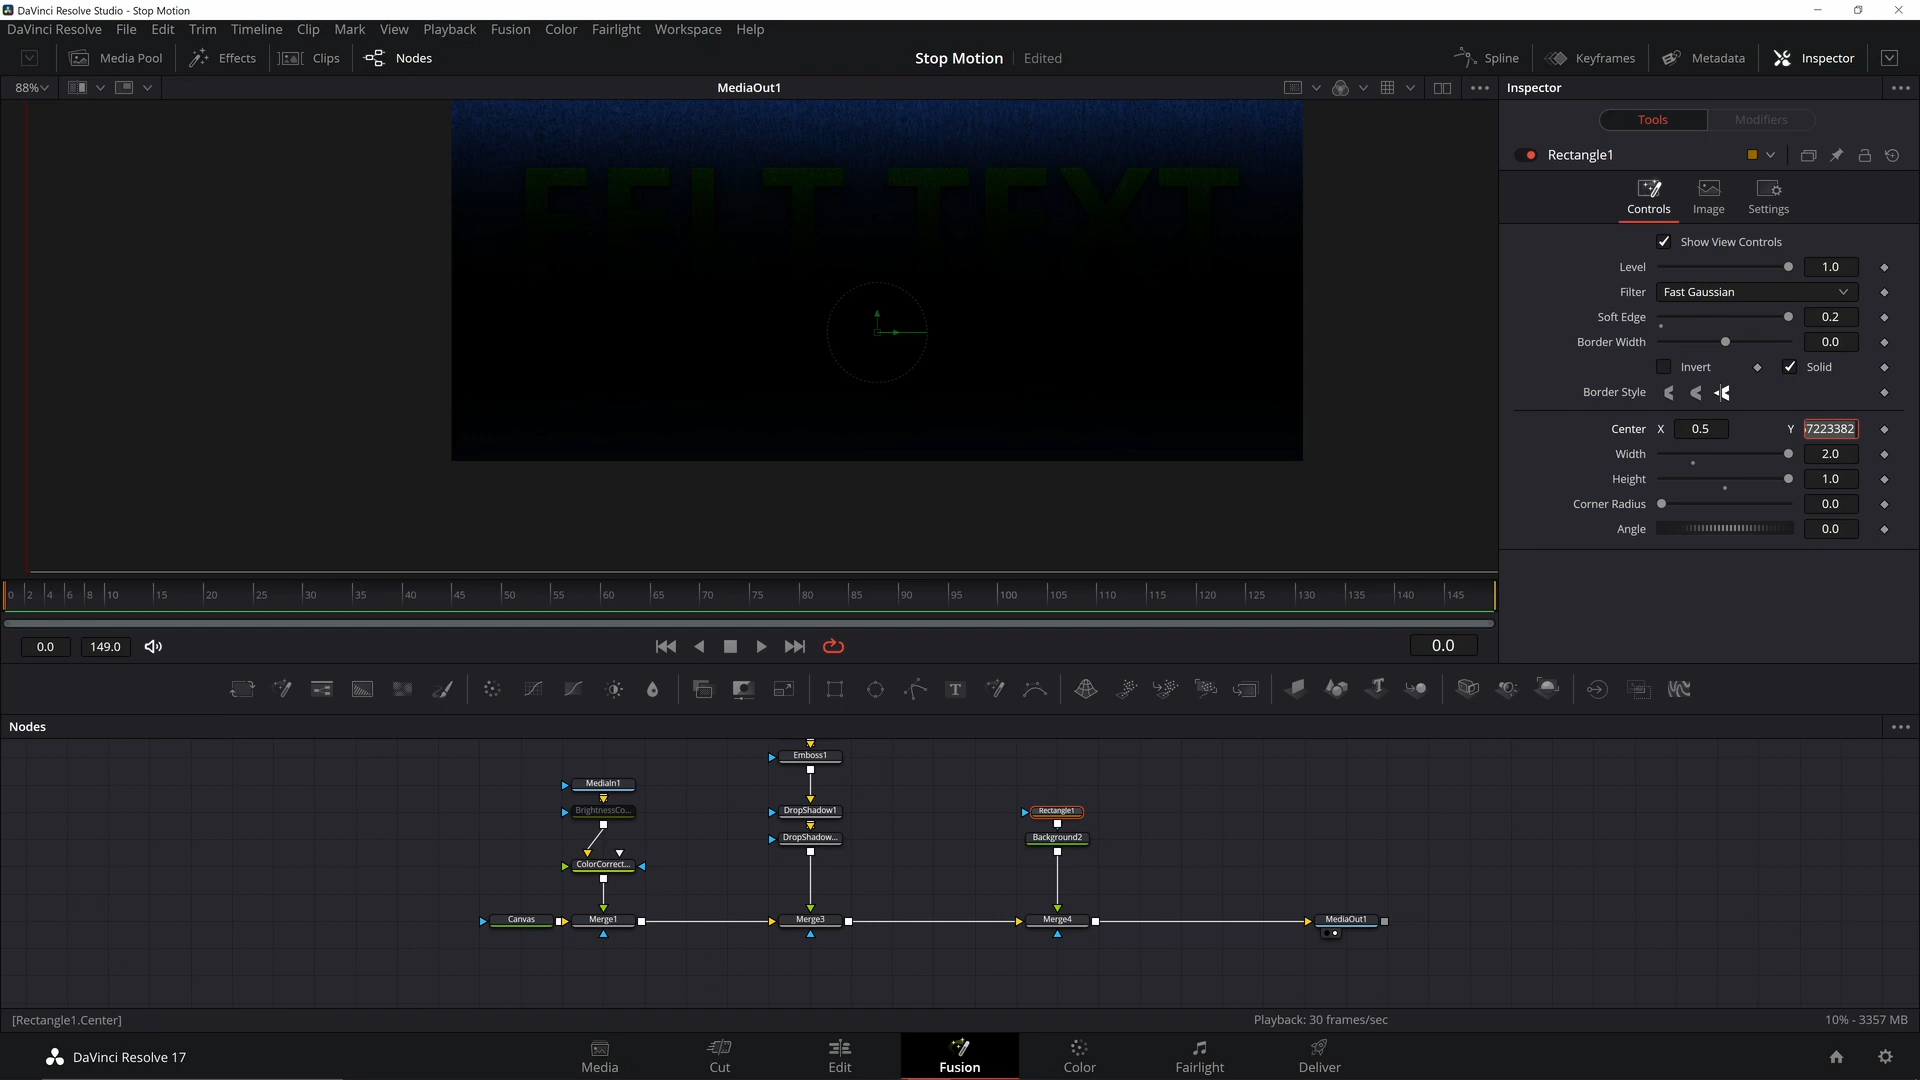 DaVinci Resolve Studio - Stop Motion
DaVinci Resolve File Edit Trim Timeline Clip Mark View Playback Fusion Color Fairlight Workspace Help
Media Pool Effects Clips Nodes Stop Motion Edited Spline Keyframes Metadata Inspector
88% MediaOut1 Inspector
Tools Modifiers
Rectangle1
Controls Image Settings
FELT TEXT
Show View Controls
Level 1.0
Filter Fast Gaussian
Soft Edge 0.2
Border Width 0.0
Invert Solid
Border Style
Center X 0.5 Y 7223382
Width 2.0
Height 1.0
Corner Radius 0.0
Angle 0.0
0 2 4 6 8 10 15 20 25 30 35 40 45 50 55 60 65 70 75 80 85 90 95 100 105 110 115 120 125 130 135 140 145
0.0 149.0 0.0
Nodes
Emboss1
MediaIn1
BrightnessCo... DropShadow1 Rectangle1
DropShadow... Background2
ColorCorrect...
Canvas Merge1 Merge3 Merge4 MediaOut1
[Rectangle1.Center] Playback: 30 frames/sec 10% - 3357 MB
DaVinci Resolve 17 Media Cut Edit Fusion Color Fairlight Deliver